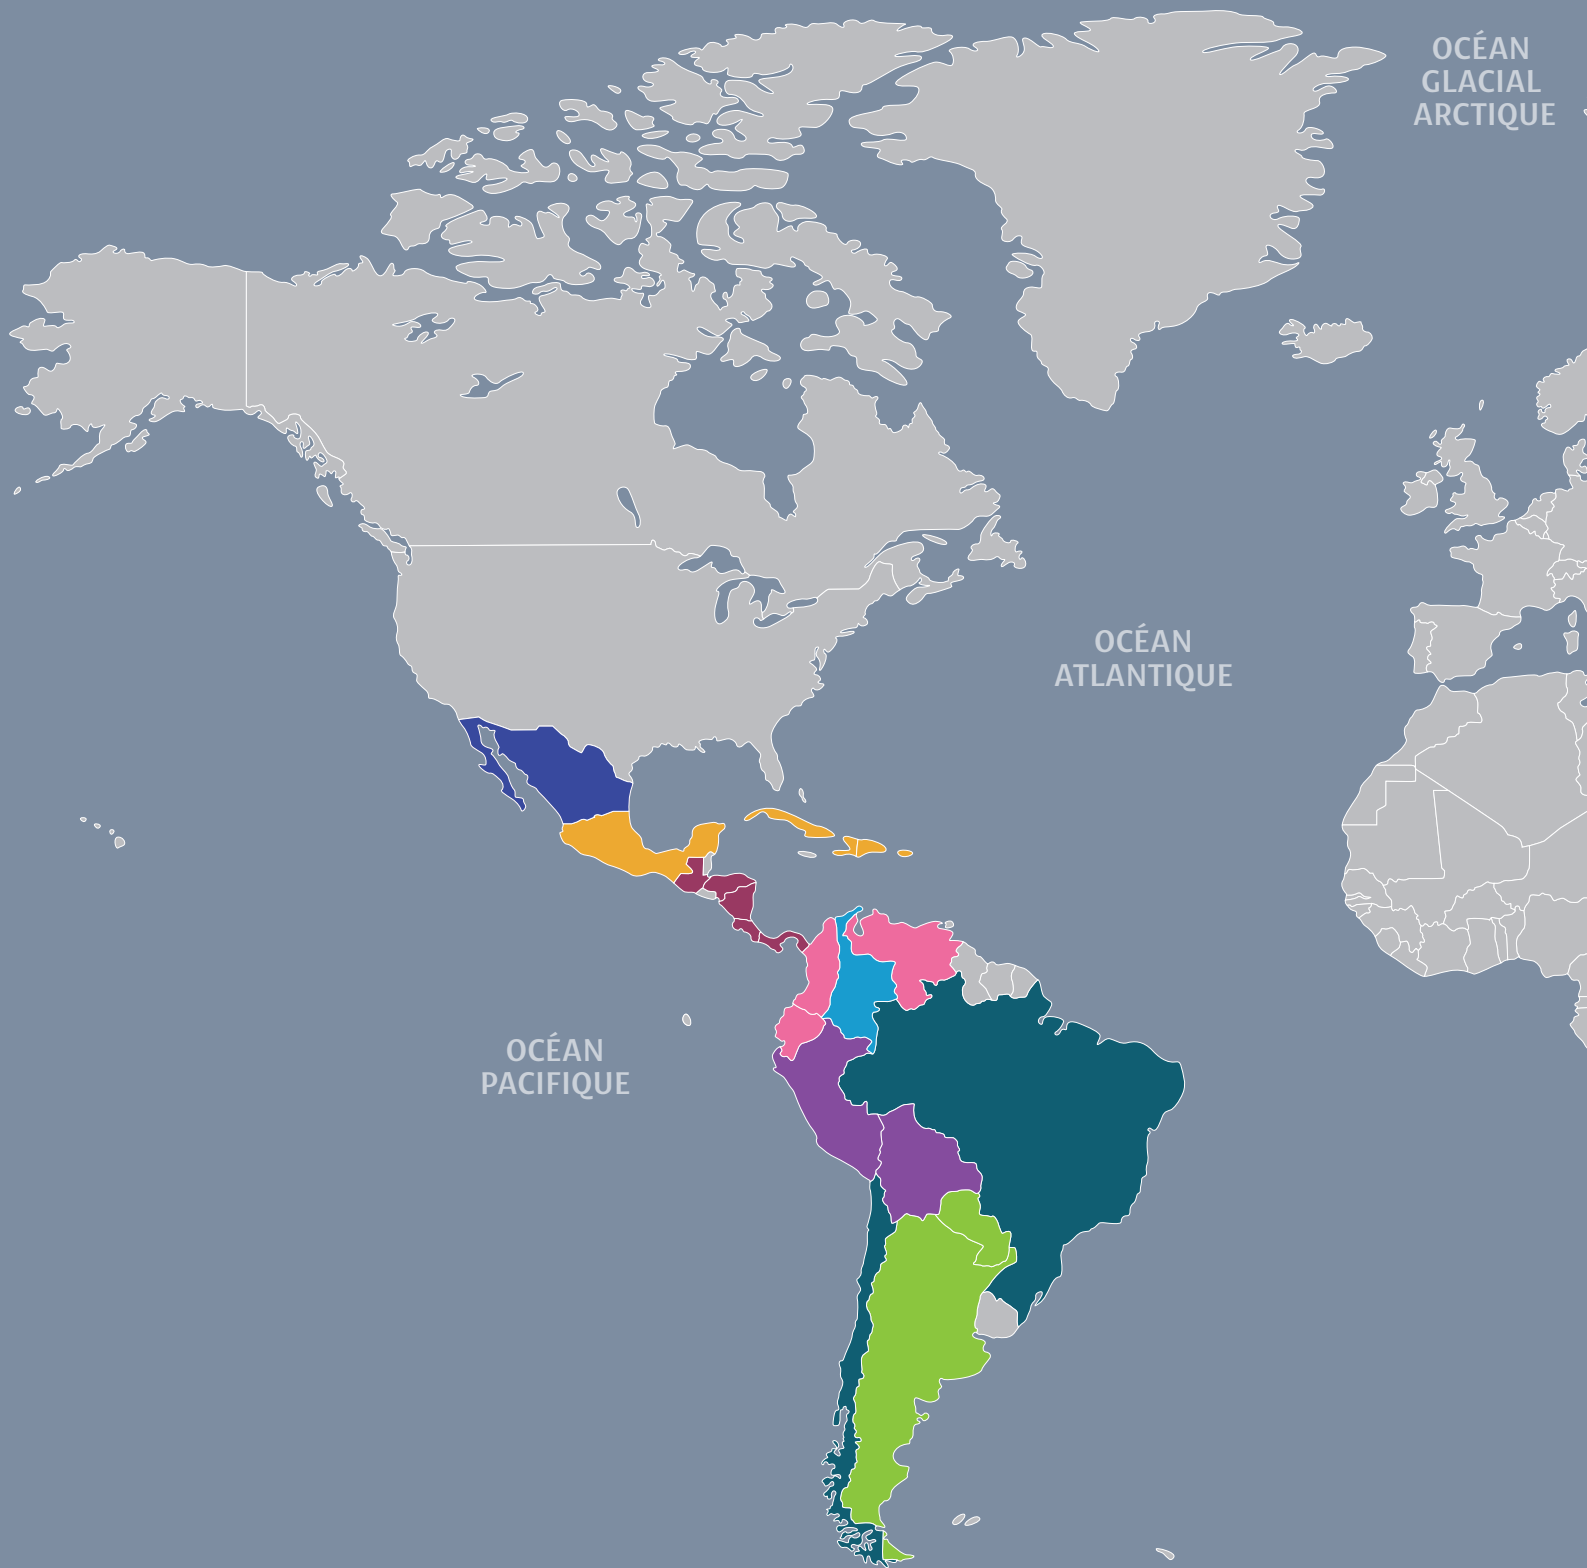 OCÉAN
GLACIAL
ARCTIQUE
OCÉAN
ATLANTIQUE
OCÉAN
PACIFIQUE